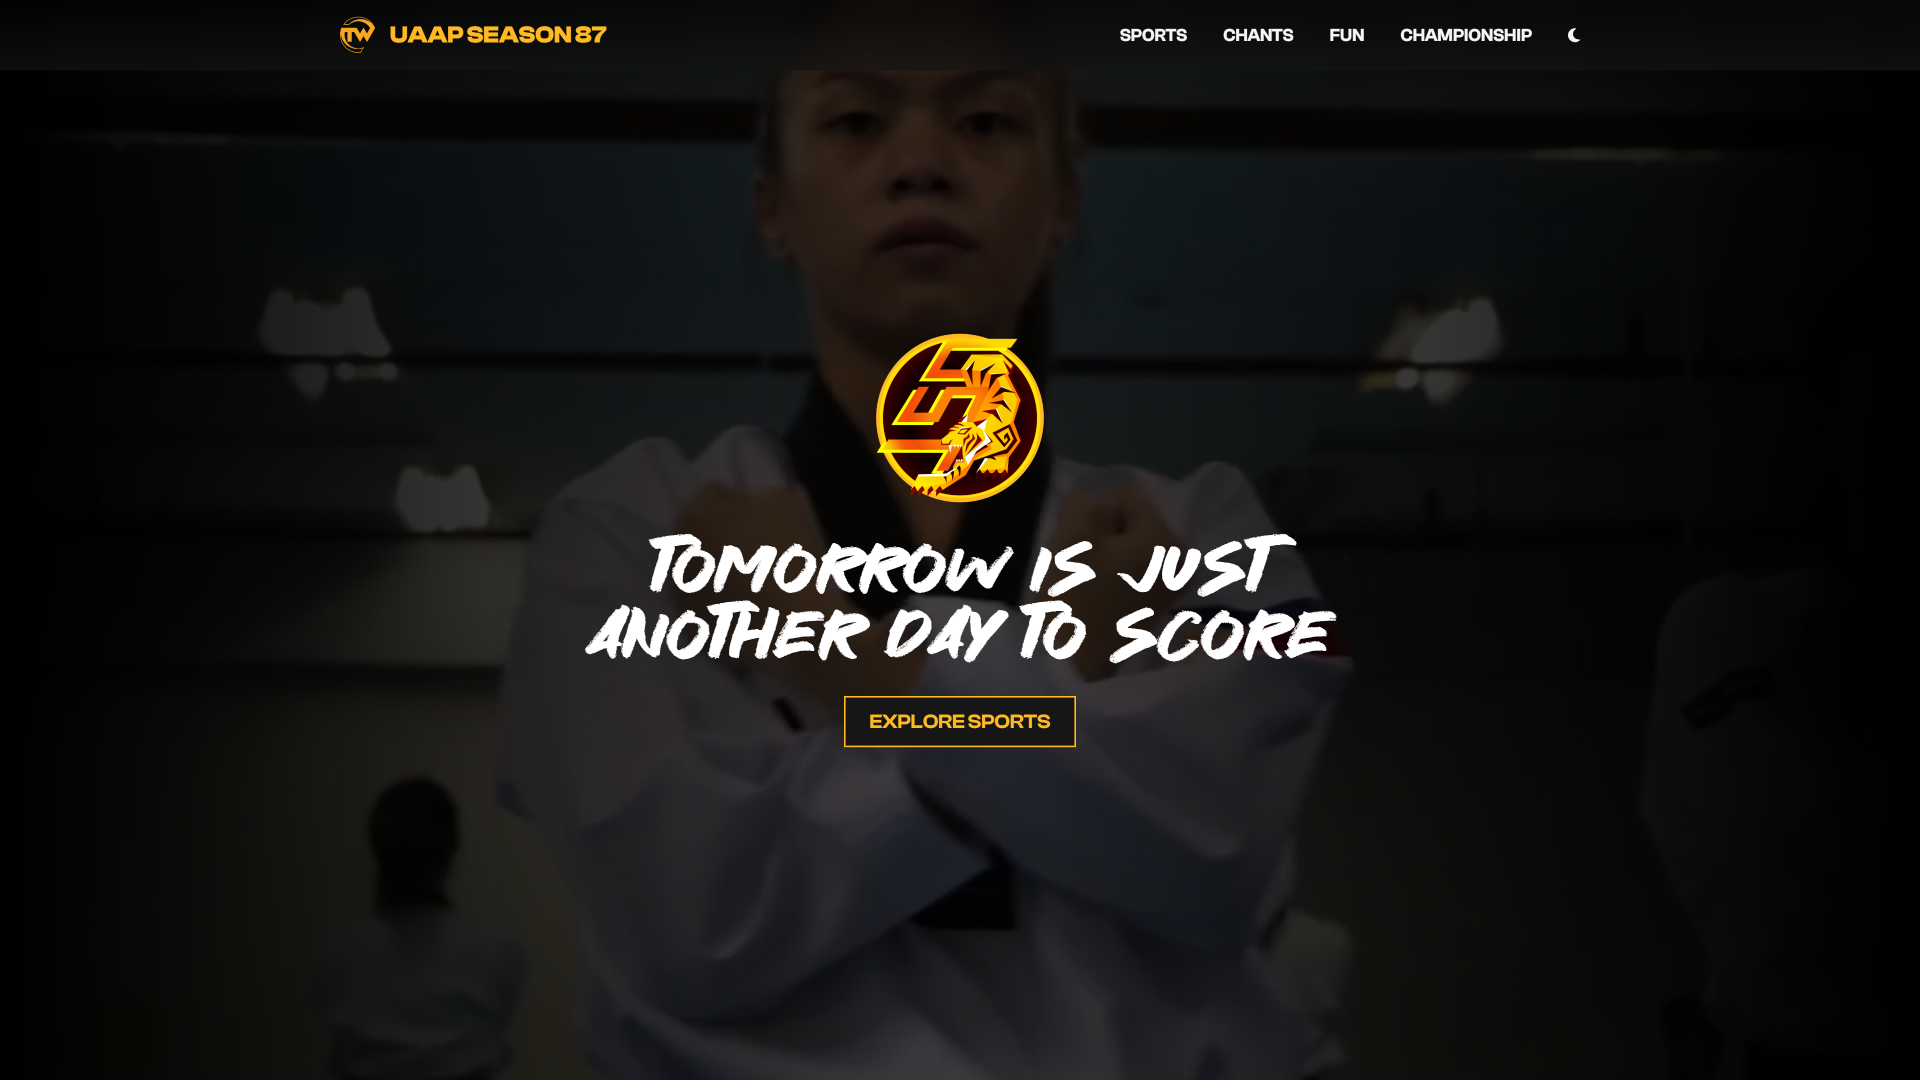 TW UAAP SEASON 87
SPORTS CHANTS FUN CHAMPIONSHIP
TOMORROW IS JUST
ANOTHER DAY TO SCORE
EXPLORE SPORTS